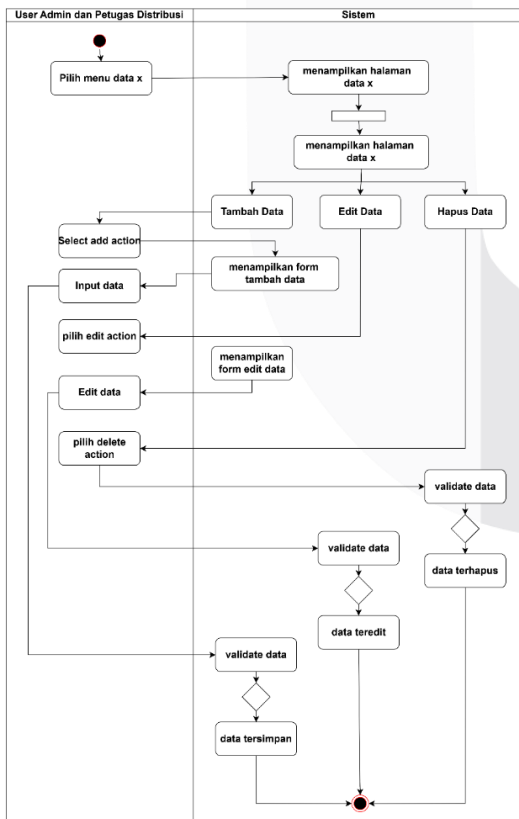 User Admin dan Petugas Distribusi
Sistem
Pilih menu data x
menampilkan halaman
data x
menampilkan halaman
data x
Tambah Data
Edit Data
Hapus Data
Select add action
menampilkan form
tambah data
Input data
pilih edit action
menampilkan
form edit data
Edit data
pilih delete
action
validate data
validate data
data terhapus
data teredit
validate data
data tersimpan